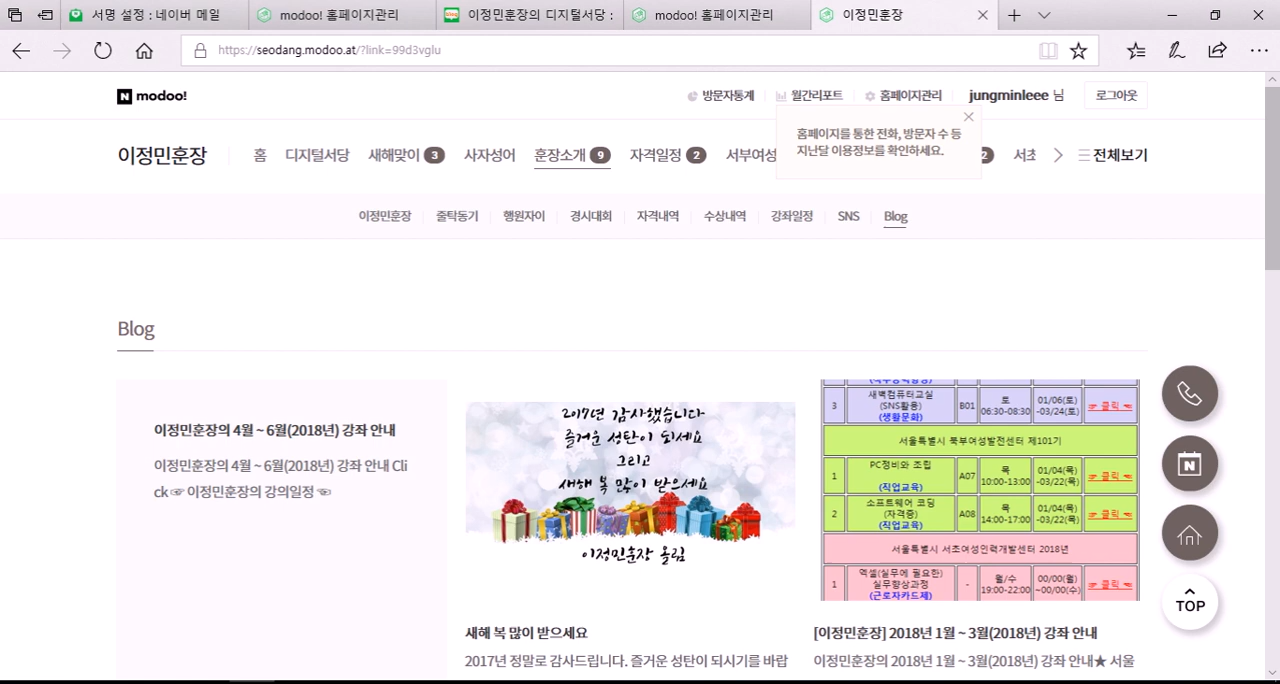 서명 설정 : 네이버 메일
modoo! 홈페이지관리
이정민훈장의 디지털서당 :
modoo! 홈페이지관리
이정민훈장
https://seodang.modoo.at/?link=99d3vglu
N modoo!
방문자통계
월간리포트
홈페이지관리
jungminleee 님
로그아웃
홈페이지를 통한 전화, 방문자 수 등
지난달 이용정보를 확인하세요.
이정민훈장
홈 디지털서당 새해맞이 3 사자성어 훈장소개 9 자격일정 2 서부여성 2 서초
전체보기
이정민훈장 줄탁동기 행원자이 경시대회 자격내역 수상내역 강좌일정 SNS Blog
Blog
이정민훈장의 4월 ~ 6월(2018년) 강좌 안내
이정민훈장의 4월 ~ 6월(2018년) 강좌 안내 Cli
ck ☞ 이정민훈장의 강의일정 ☜
2017년 감사했습니다
즐거운 성탄이 되세요
그리고
새해 복 많이 받으세요
이정민훈장 올림
새해 복 많이 받으세요
2017년 정말로 감사드립니다. 즐거운 성탄이 되시기를 바랍
3 새벽컴퓨터교실 (SNS활용) (생활문화) B01 토 06:30-08:30 01/06(토) -03/24(토) ☞ 클릭 ☜
서울특별시 북부여성발전센터 제101기
1 PC정비와 조립 (직업교육) A07 목 10:00-13:00 01/04(목) -03/22(목) ☞ 클릭 ☜
2 소프트웨어 코딩 (자격증) (직업교육) A08 목 14:00-17:00 01/04(목) -03/22(목) ☞ 클릭 ☜
서울특별시 서초여성인력개발센터 2018년
1 엑셀(실무에 필요한) 실무향상과정 (근로자카드제) - 월/수 19:00-22:00 00/00(월) ~00/00(수) ☞ 클릭 ☜
[이정민훈장] 2018년 1월 ~ 3월(2018년) 강좌 안내
이정민훈장의 2018년 1월 ~ 3월(2018년) 강좌 안내★ 서울
N
TOP